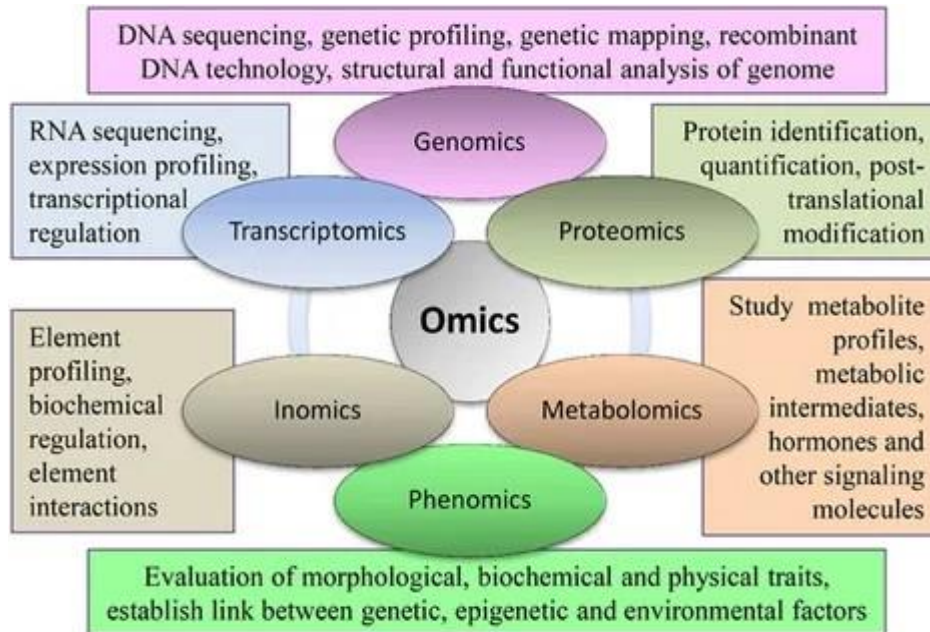 DNA sequencing, genetic profiling, genetic mapping, recombinant
DNA technology, structural and functional analysis of genome
Genomics
RNA sequencing,
expression profiling,
transcriptional
regulation
Transcriptomics
Protein identification,
quantification, post-
translational
modification
Proteomics
Omics
Element
profiling,
biochemical
regulation,
element
interactions
Inomics
Study metabolite
profiles,
metabolic
intermediates,
hormones and
other signaling
molecules
Metabolomics
Phenomics
Evaluation of morphological, biochemical and physical traits,
establish link between genetic, epigenetic and environmental factors